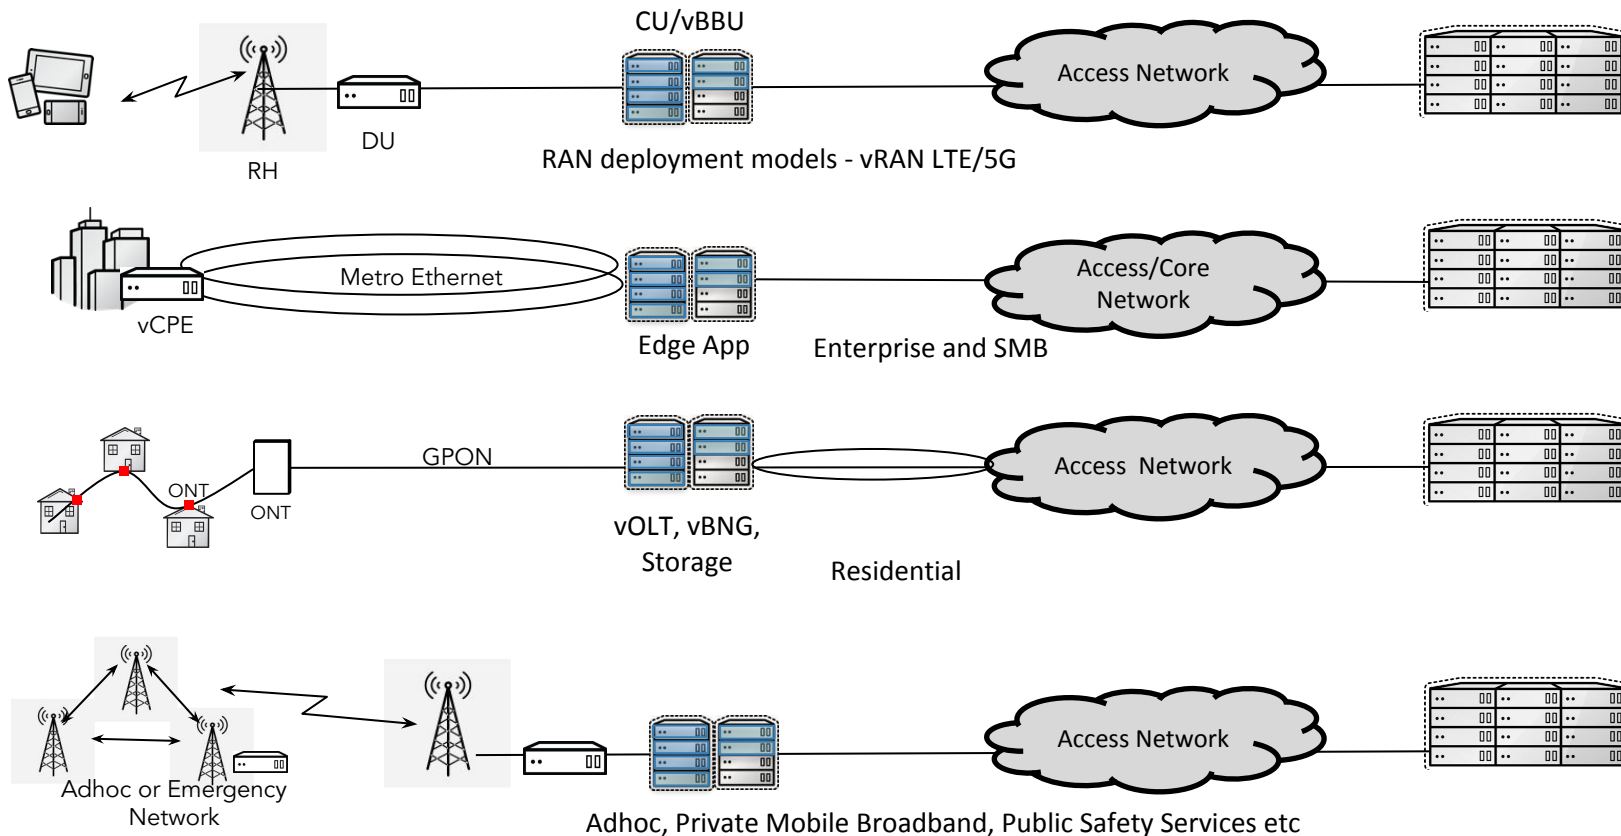 CU/vBBU
Access Network
DU
RH
RAN deployment models - vRAN LTE/5G
Metro Ethernet
Access/Core
Network
vCPE
Edge App
Enterprise and SMB
GPON
Access Network
ONT
ONT
vOLT, vBNG,
Storage
Residential
Access Network
Adhoc or Emergency
Network
Adhoc, Private Mobile Broadband, Public Safety Services etc